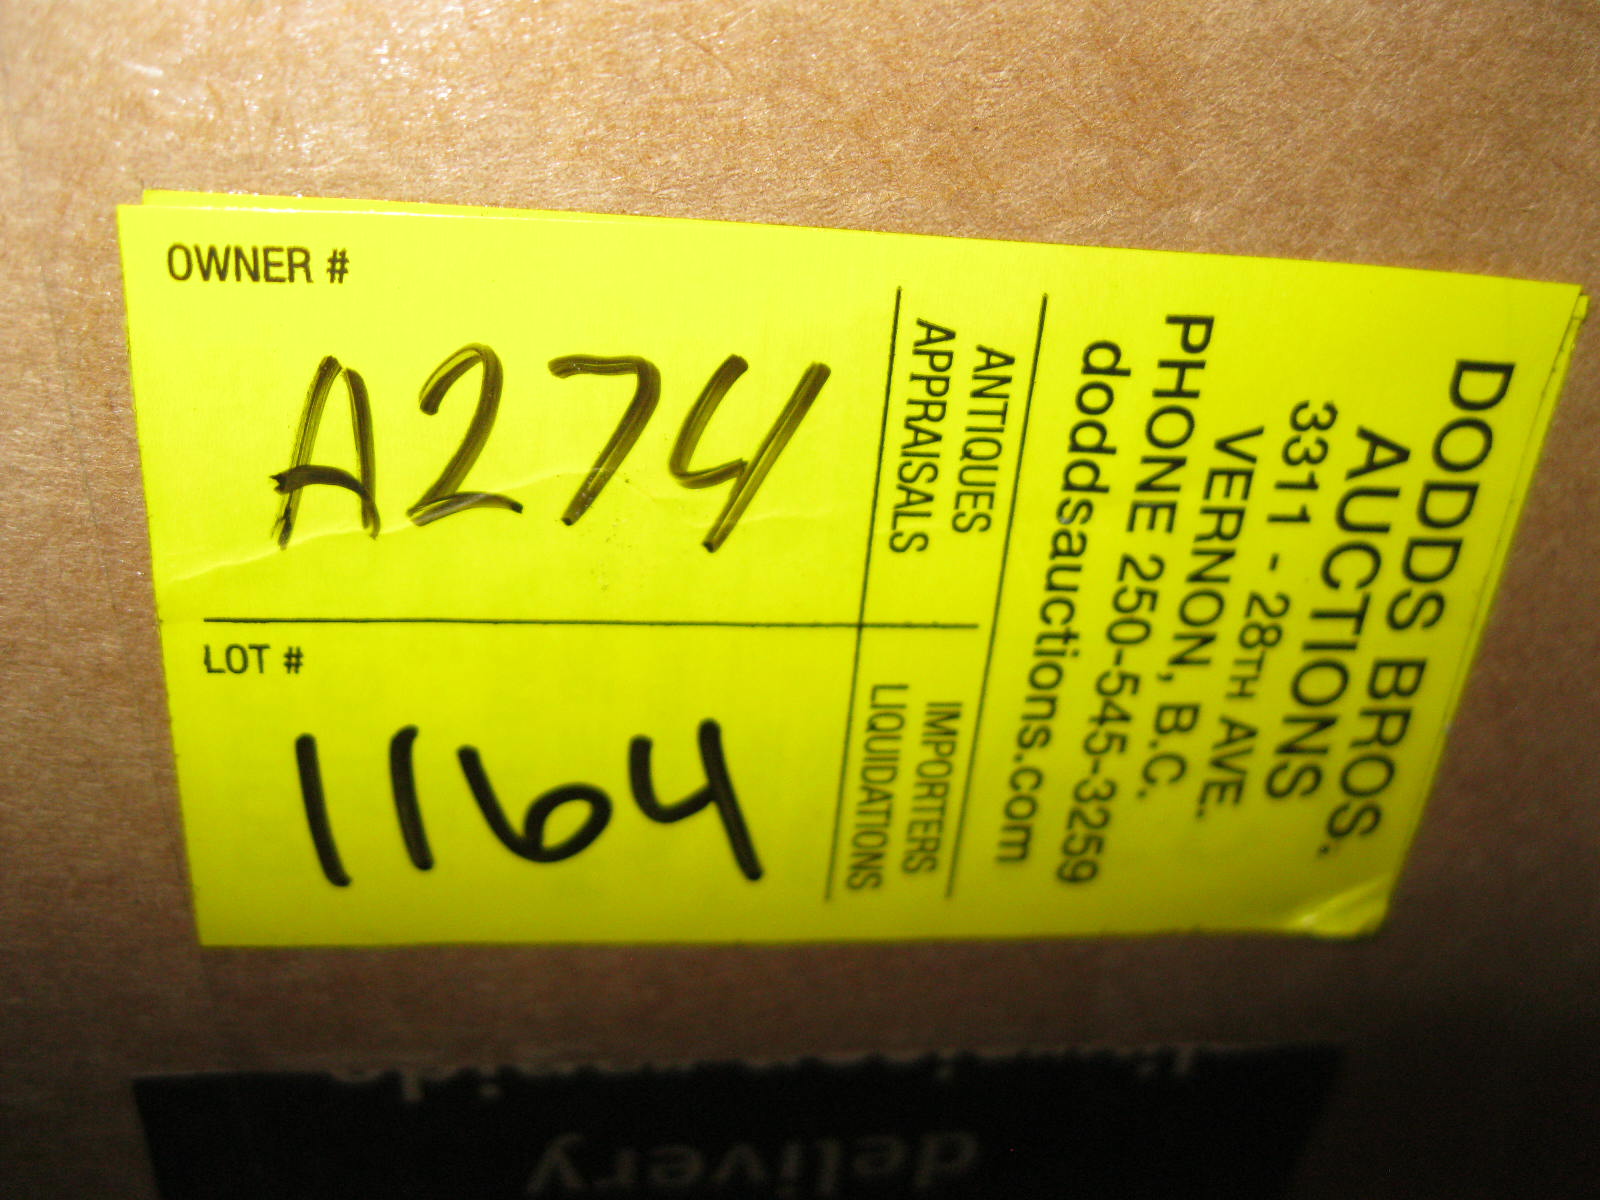 OWNER #
A274
LOT #
1164
ANTIQUES
APPRAISALS
IMPORTERS
LIQUIDATIONS
DODDS BROS.
AUCTIONS
3311 - 28TH AVE.
VERNON, B.C.
PHONE 250-545-3259
doddsauctions.com
delivery